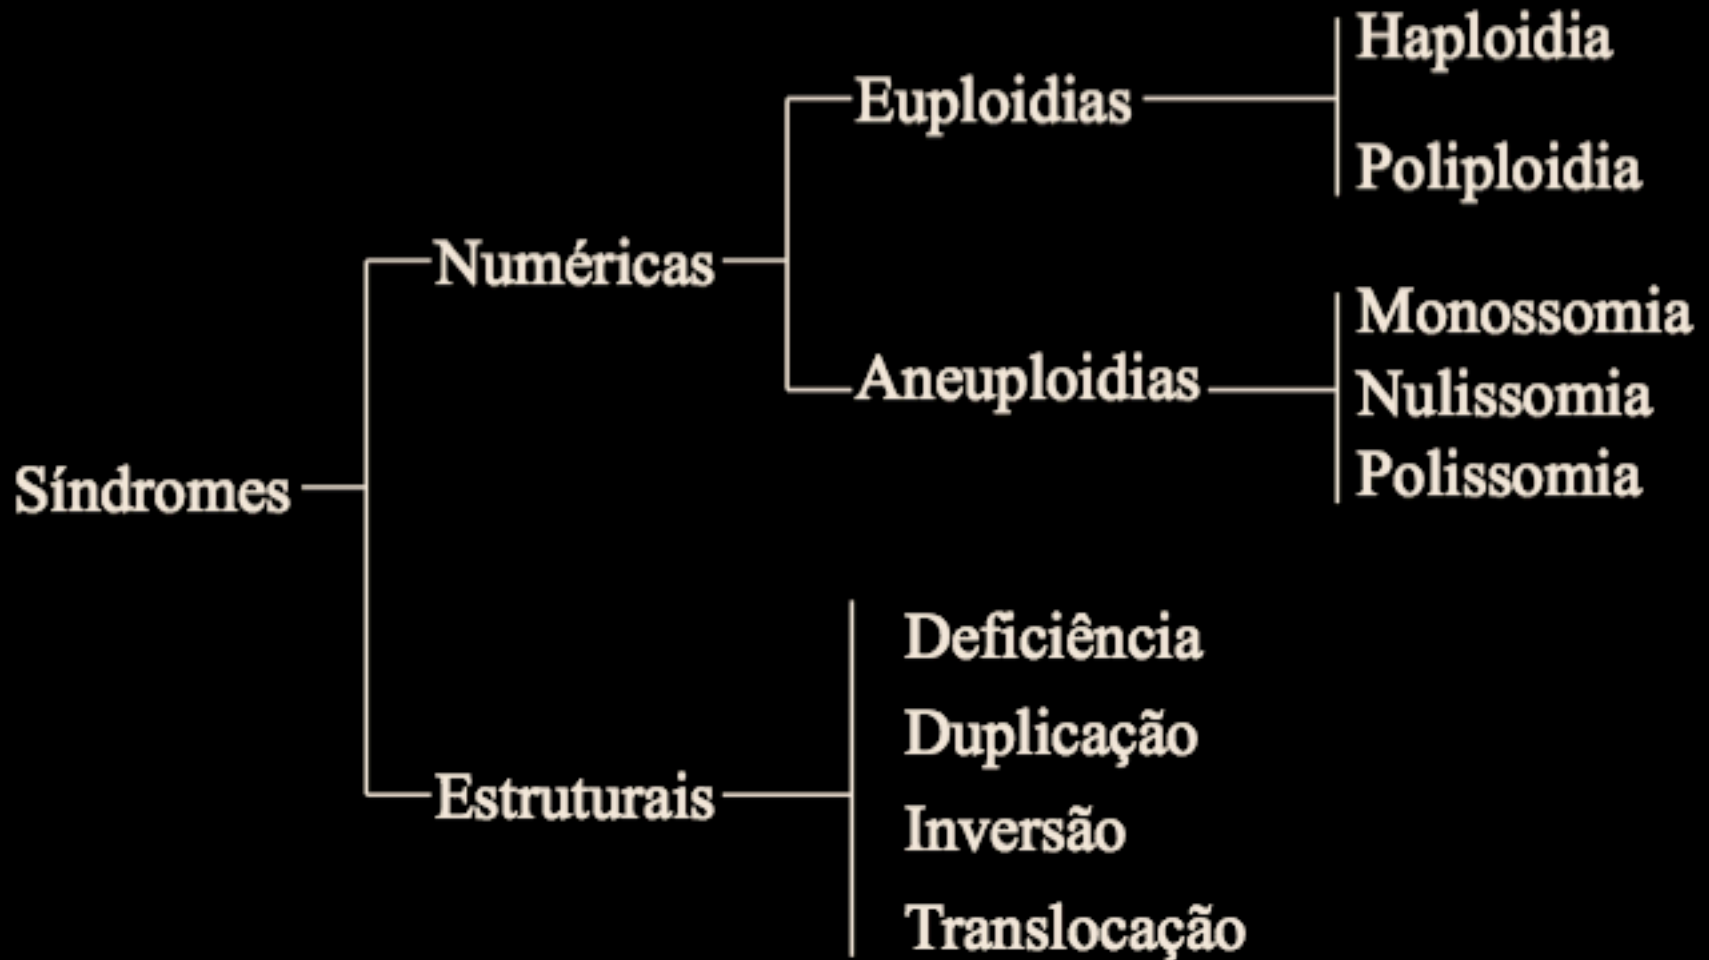 Haploidia
Euploidias
Poliploidia
Numéricas
Monossomia
Aneuploidias
Nulissomia
Polissomia
Síndromes
Deficiência
Duplicação
Estruturais
Inversão
Translocação